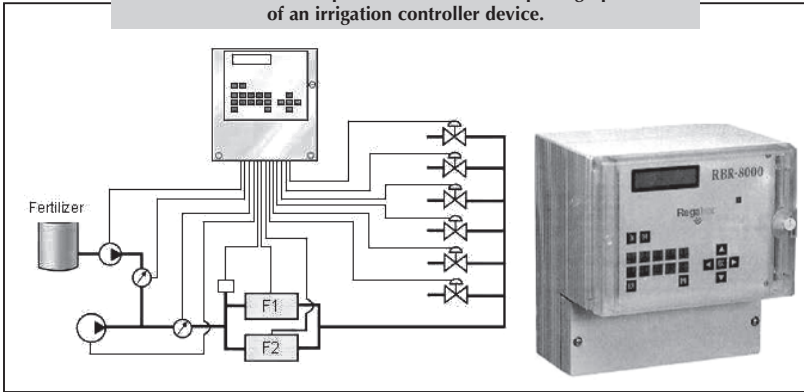 of an irrigation controller device.
Fertilizer
F1
F2
RBR-8000